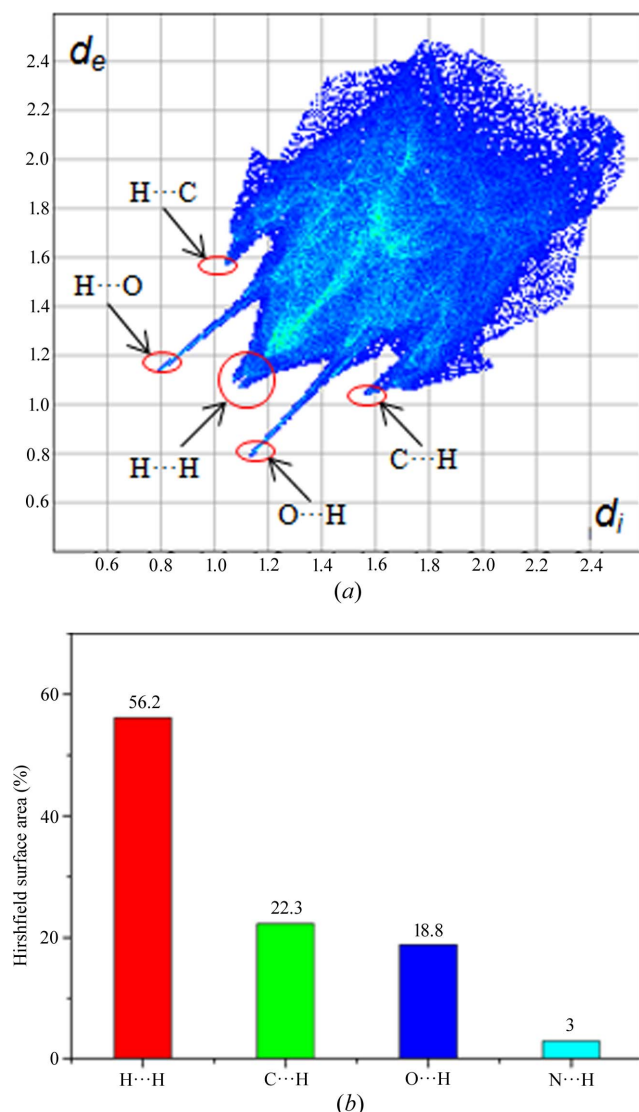 d_e
2.4
2.2
2.0
1.8
1.6
1.4
1.2
1.0
0.8
0.6
H···C
H···O
H···H
O···H
C···H
d_i
0.6 0.8 1.0 1.2 1.4 1.6 1.8 2.0 2.2 2.4
(a)
Hirshfield surface area (%)
60
40
20
0
56.2
22.3
18.8
3
H···H C···H O···H N···H
(b)